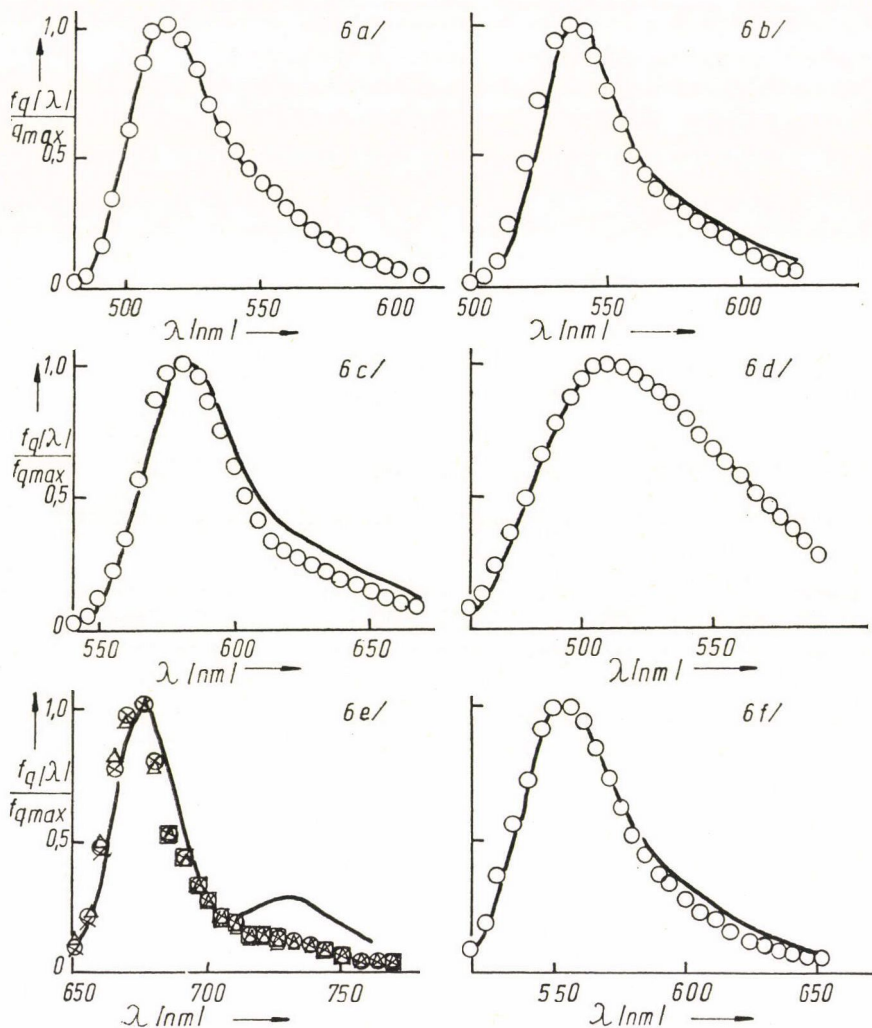 1,0
6a/
6b/
fq|λ|
qmax
0,5
0
500 550 600
500 550 600
λ|nm|
λ|nm|
1,0
6c/
6d/
fq|λ|
fqmax
0,5
0
550 600 650
500 550
λ|nm|
λ|nm|
1,0
6e/
6f/
fq|λ|
fqmax
0,5
0
650 700 750
550 600 650
λ|nm|
λ|nm|